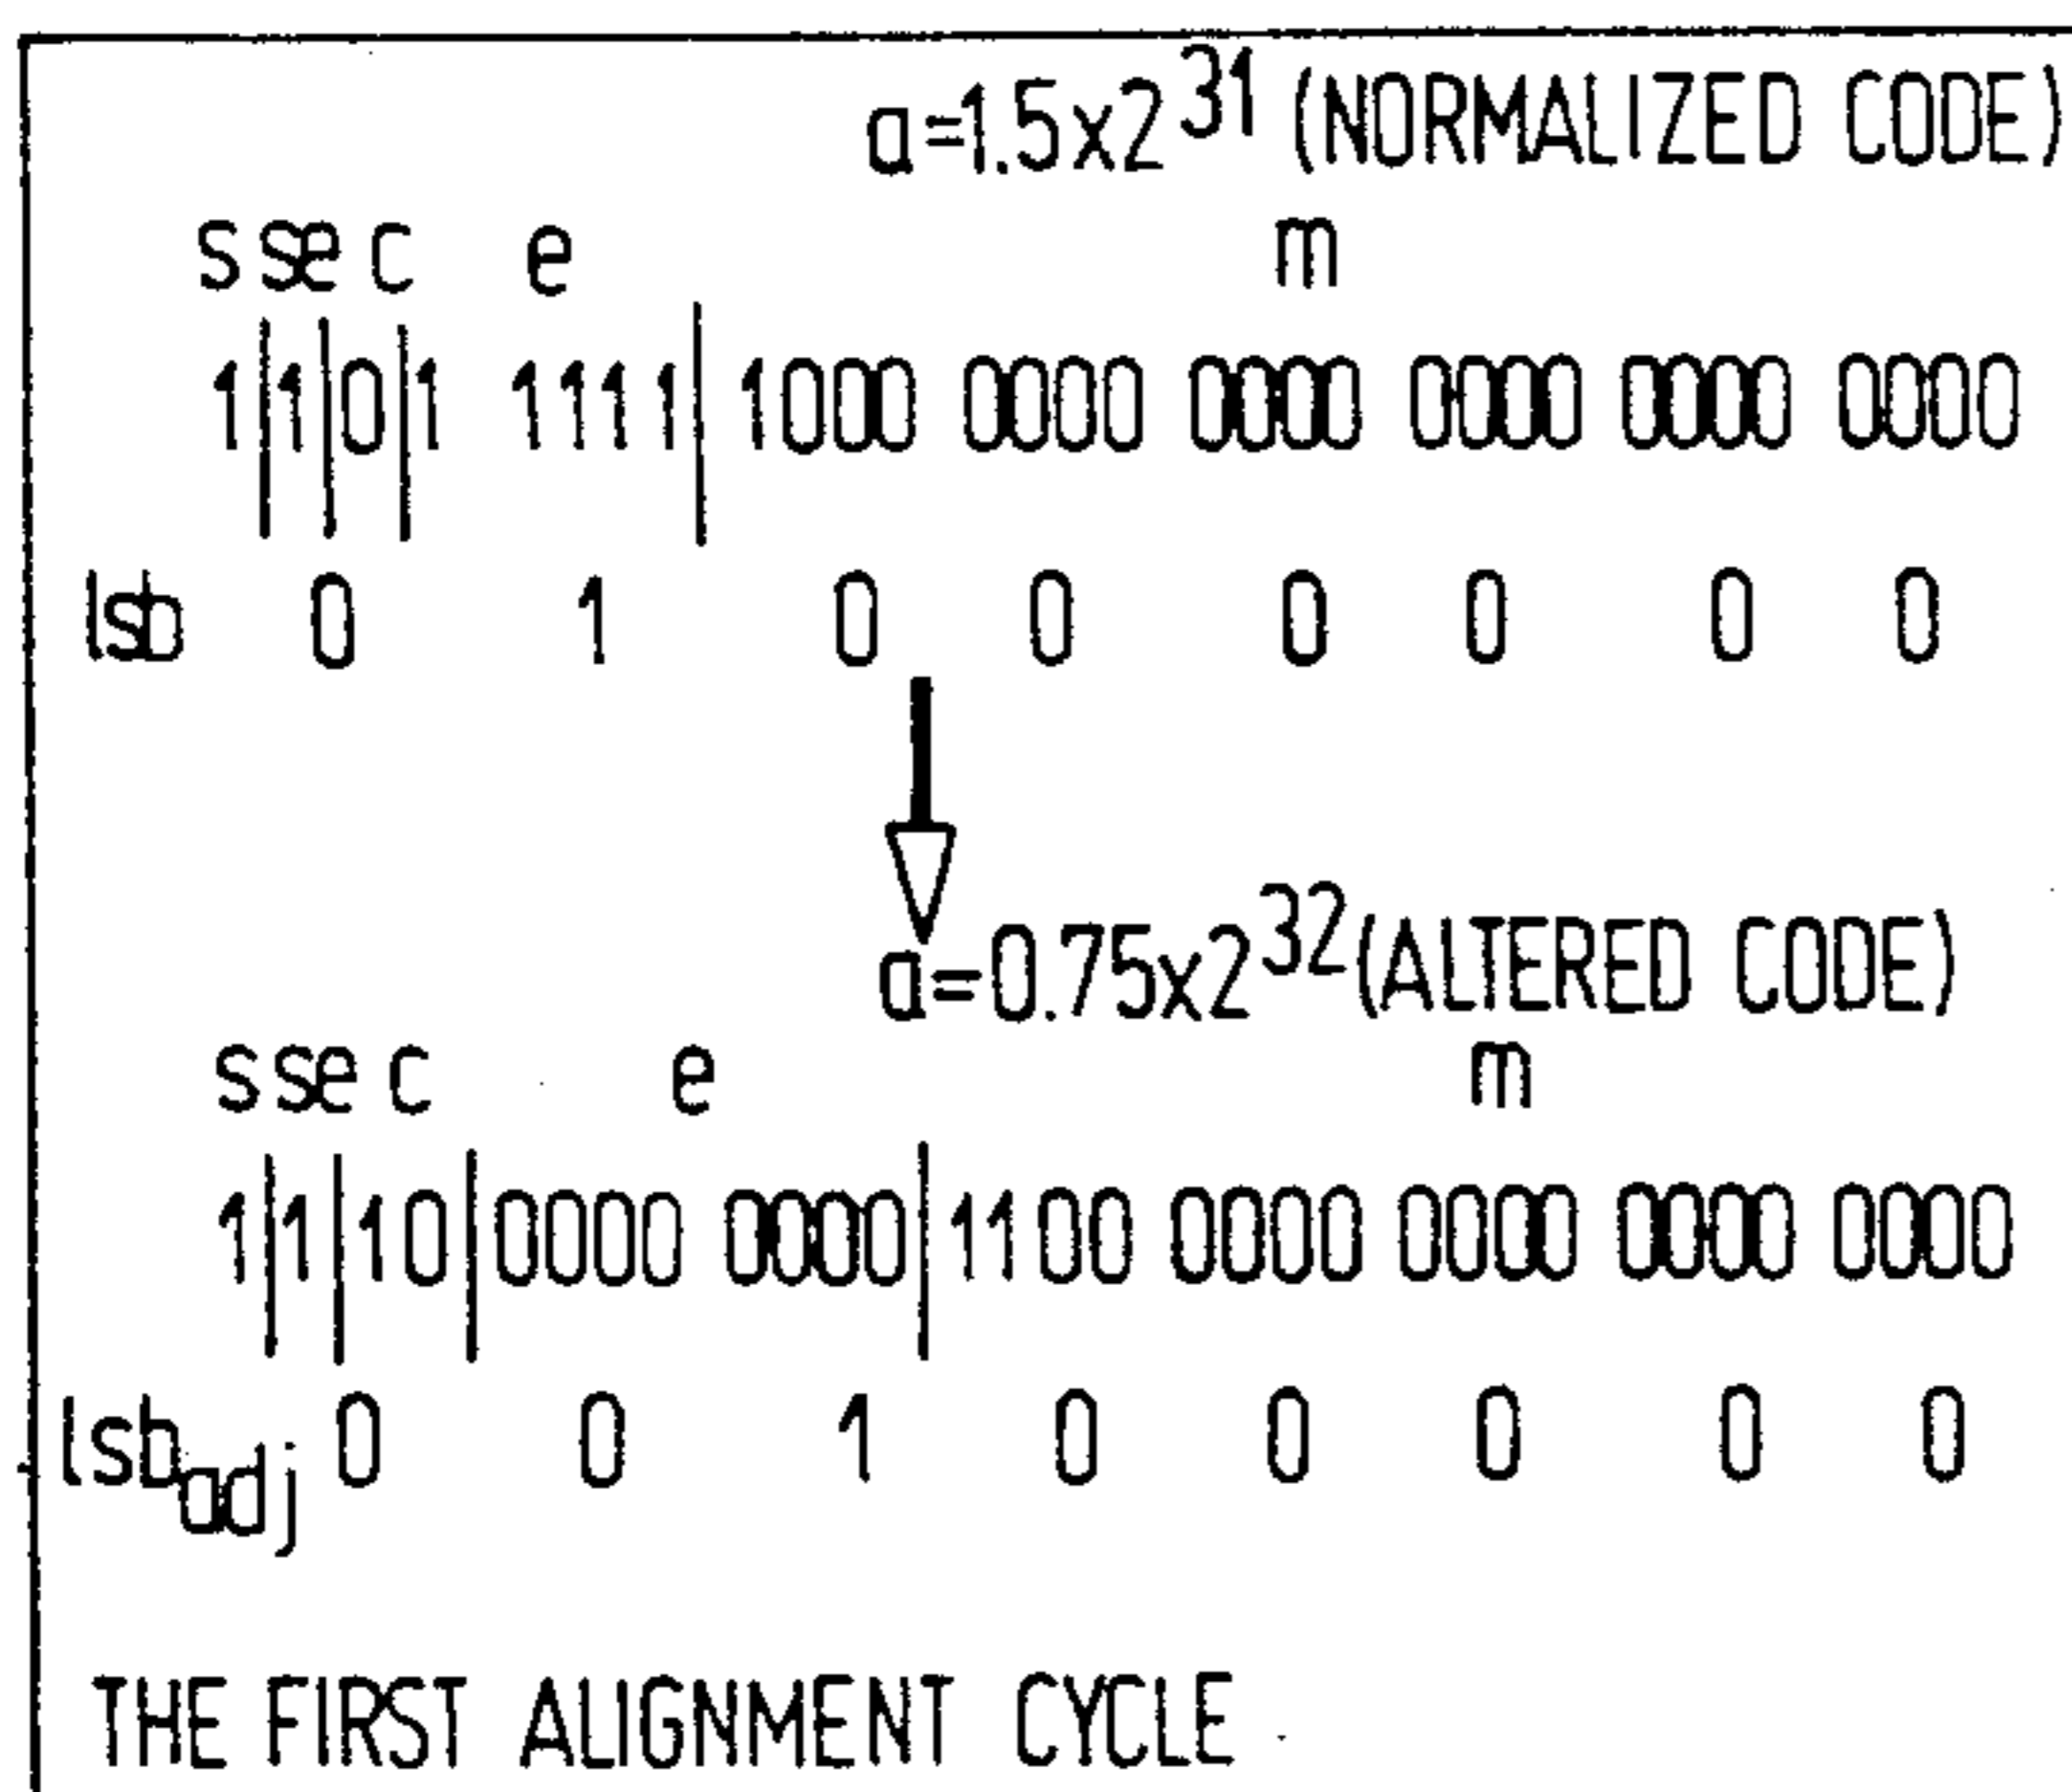 a=1.5x2^31 (NORMALIZED CODE)
s se c e m
1|1|0|1 1111|1000 0000 0000 0000 0000 0000
lsb 0 1 0 0 0 0 0 0
a=0.75x2^32 (ALTERED CODE)
s se c e m
1|1|10|0000 0000|1100 0000 0000 0000 0000
lsbadj 0 0 1 0 0 0 0 0
THE FIRST ALIGNMENT CYCLE